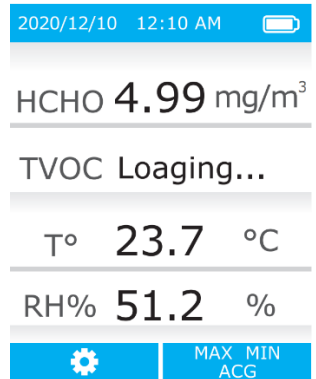 2020/12/10 12:10 AM
HCHO 4.99 mg/m³
TVOC Loaging...
T° 23.7 °C
RH% 51.2 %
MAX MIN
ACG